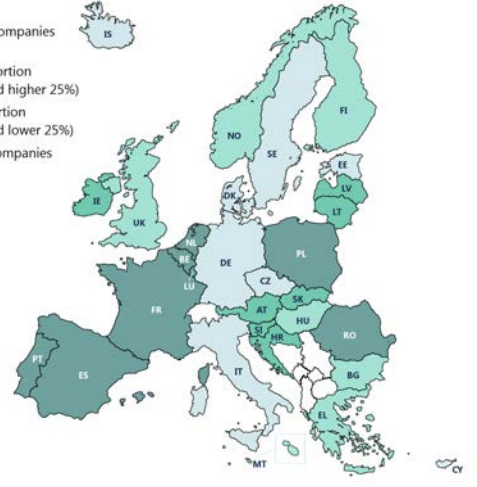 ompanies
ortion
d higher 25%)
rtion
d lower 25%)
ompanies
IS
FI
NO
SE
EE
LV
LT
DK
IE
UK
NL
BE
LU
DE
PL
CZ
SK
AT
HU
SI
HR
RO
FR
IT
BG
PT
ES
EL
MT
CY